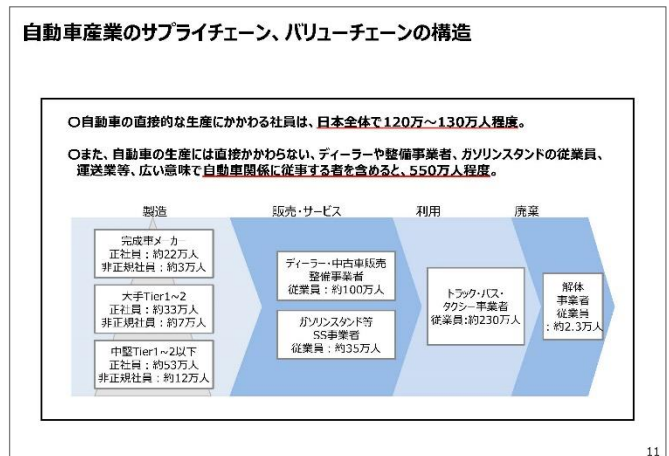 自動車産業のサプライチェーン、バリューチェーンの構造
○自動車の直接的な生産にかかわる社員は、日本全体で120万～130万人程度。
○また、自動車の生産には直接かかわらない、ディーラーや整備事業者、ガソリンスタンドの従業員、
運送業等、広い意味で自動車関係に従事する者を含めると、550万人程度。
製造
完成車メーカー
正社員：約22万人
非正規社員：約3万人
大手Tier1~2
正社員：約33万人
非正規社員：約7万人
中堅Tier1~2以下
正社員：約53万人
非正規社員：約12万人
販売・サービス
ディーラー・中古車販売
整備事業者
従業員：約100万人
ガソリンスタンド等
SS事業者
従業員：約35万人
利用
トラック・バス・
タクシー事業者
従業員:約230万人
廃棄
解体
事業者
従業員
：約2.3万人
11